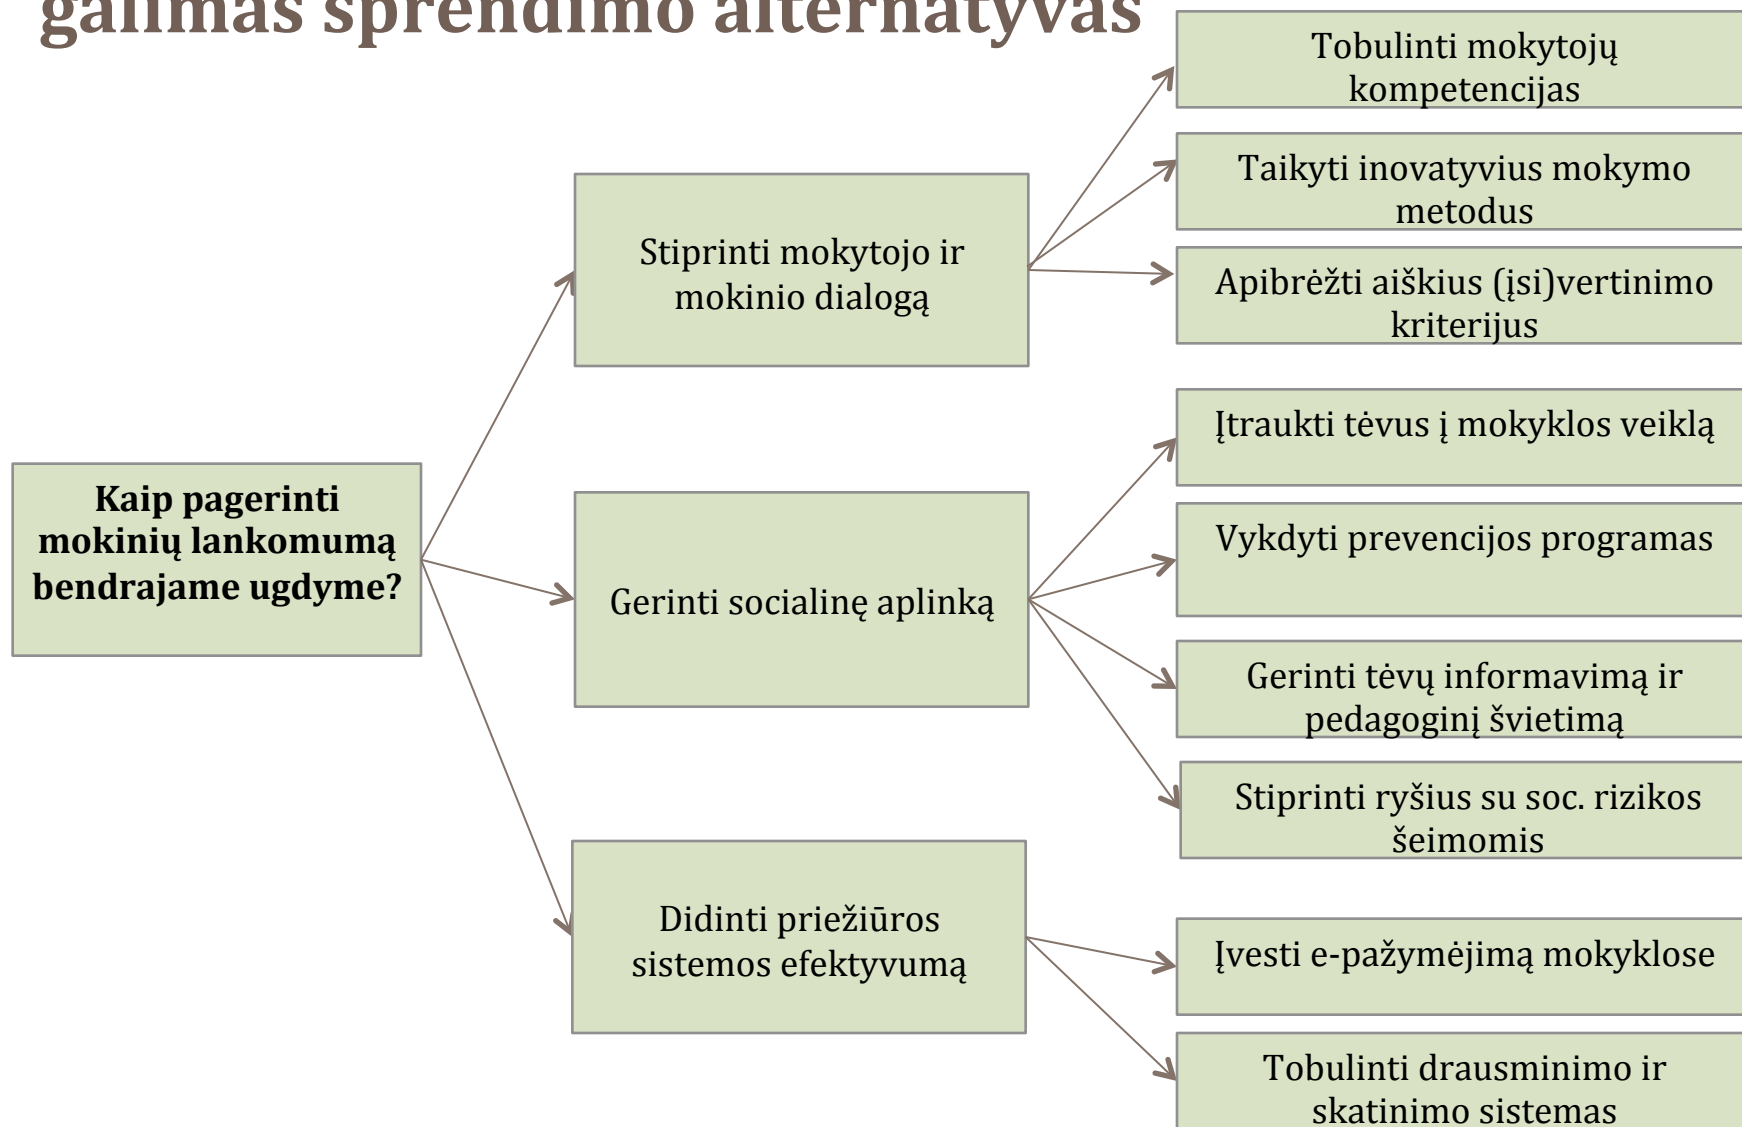 galimas sprendimo alternatyvas
Kaip pagerinti
mokinių lankomumą
bendrajame ugdyme?
Stiprinti mokytojo ir
mokinio dialogą
Tobulinti mokytojų
kompetencijas
Taikyti inovatyvius mokymo
metodus
Apibrėžti aiškius (įsi)vertinimo
kriterijus
Gerinti socialinę aplinką
Įtraukti tėvus į mokyklos veiklą
Vykdyti prevencijos programas
Gerinti tėvų informavimą ir
pedagoginį švietimą
Stiprinti ryšius su soc. rizikos
šeimomis
Didinti priežiūros
sistemos efektyvumą
Įvesti e-pažymėjimą mokyklose
Tobulinti drausminimo ir
skatinimo sistemas